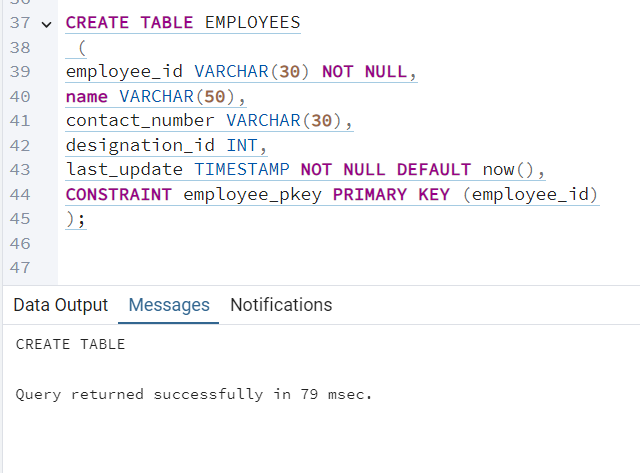 37 CREATE TABLE EMPLOYEES
38 (
39 employee_id VARCHAR(30) NOT NULL,
40 name VARCHAR(50),
41 contact_number VARCHAR(30),
42 designation_id INT,
43 last_update TIMESTAMP NOT NULL DEFAULT now(),
44 CONSTRAINT employee_pkey PRIMARY KEY (employee_id)
45 );
46
47
Data Output Messages Notifications
CREATE TABLE
Query returned successfully in 79 msec.